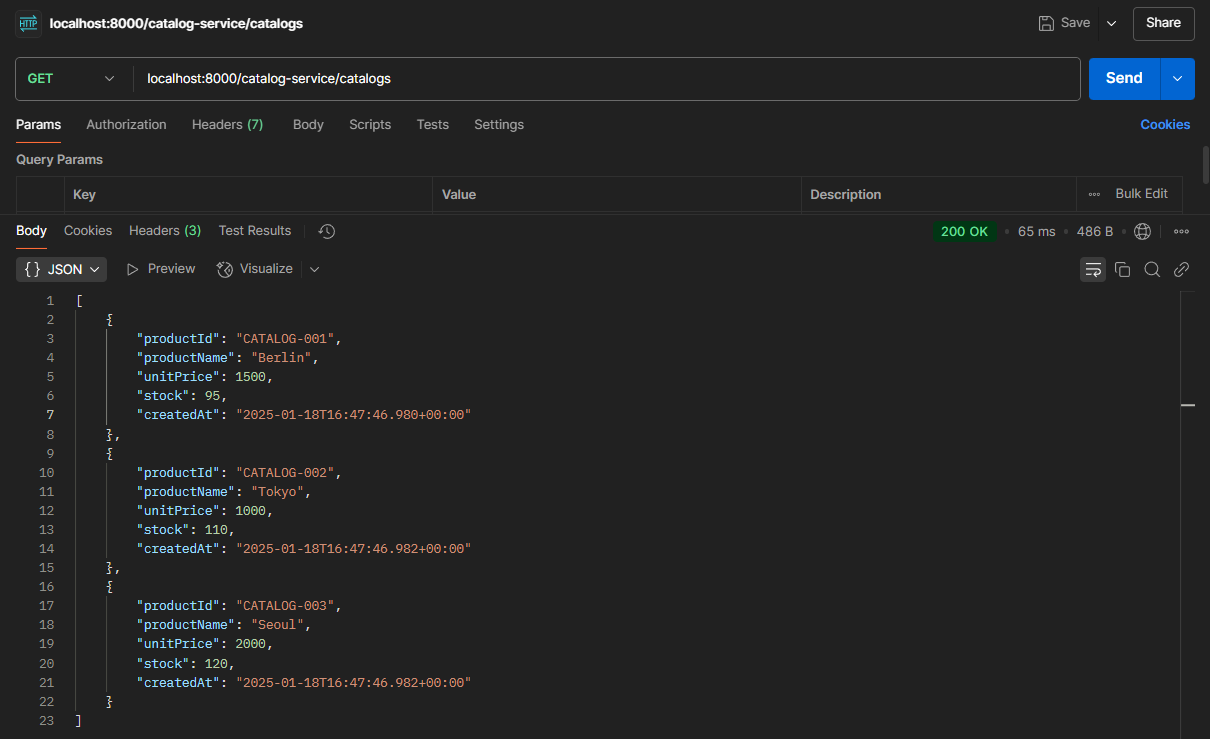 HTTP localhost:8000/catalog-service/catalogs Save Share
GET localhost:8000/catalog-service/catalogs Send
Params Authorization Headers (7) Body Scripts Tests Settings Cookies
Query Params
Key Value Description Bulk Edit
Body Cookies Headers (3) Test Results 200 OK 65 ms 486 B
{} JSON Preview Visualize
1 [
2 {
3 "productId": "CATALOG-001",
4 "productName": "Berlin",
5 "unitPrice": 1500,
6 "stock": 95,
7 "createdAt": "2025-01-18T16:47:46.980+00:00"
8 },
9 {
10 "productId": "CATALOG-002",
11 "productName": "Tokyo",
12 "unitPrice": 1000,
13 "stock": 110,
14 "createdAt": "2025-01-18T16:47:46.982+00:00"
15 },
16 {
17 "productId": "CATALOG-003",
18 "productName": "Seoul",
19 "unitPrice": 2000,
20 "stock": 120,
21 "createdAt": "2025-01-18T16:47:46.982+00:00"
22 }
23 ]